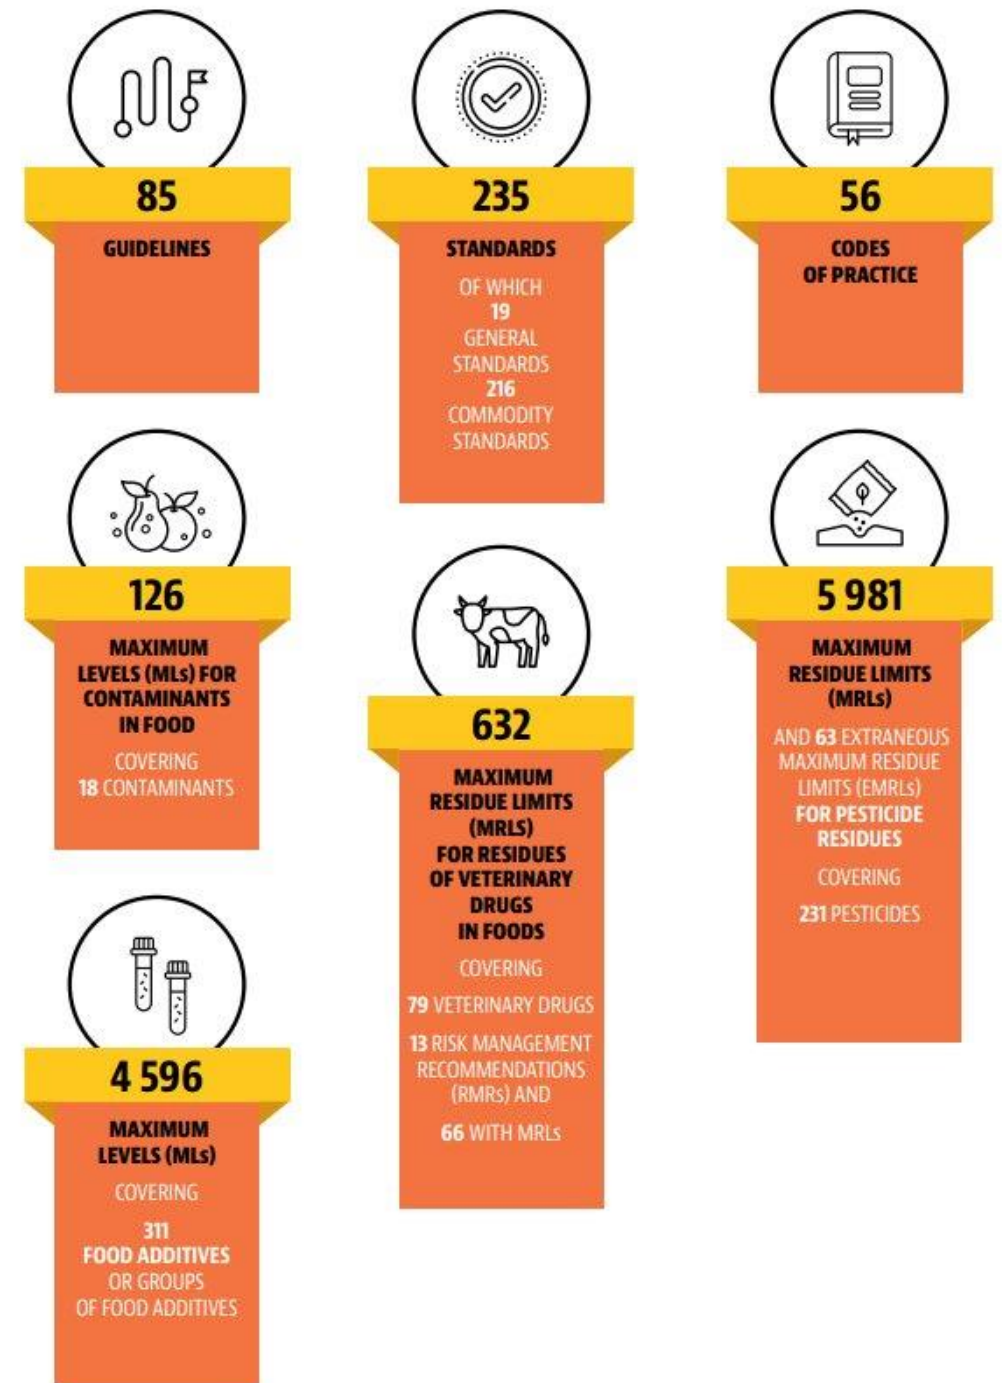 85
GUIDELINES
235
STANDARDS
OF WHICH
19
GENERAL
STANDARDS
216
COMMODITY
STANDARDS
56
CODES
OF PRACTICE
126
MAXIMUM
LEVELS (MLs) FOR
CONTAMINANTS
IN FOOD
COVERING
18 CONTAMINANTS
632
MAXIMUM
RESIDUE LIMITS
(MRLS)
FOR RESIDUES
OF VETERINARY
DRUGS
IN FOODS
COVERING
79 VETERINARY DRUGS
13 RISK MANAGEMENT
RECOMMENDATIONS
(RMRs) AND
66 WITH MRLs
5 981
MAXIMUM
RESIDUE LIMITS
(MRLs)
AND 63 EXTRANEOUS
MAXIMUM RESIDUE
LIMITS (EMRLs)
FOR PESTICIDE
RESIDUES
COVERING
231 PESTICIDES
4 596
MAXIMUM
LEVELS (MLs)
COVERING
311
FOOD ADDITIVES
OR GROUPS
OF FOOD ADDITIVES